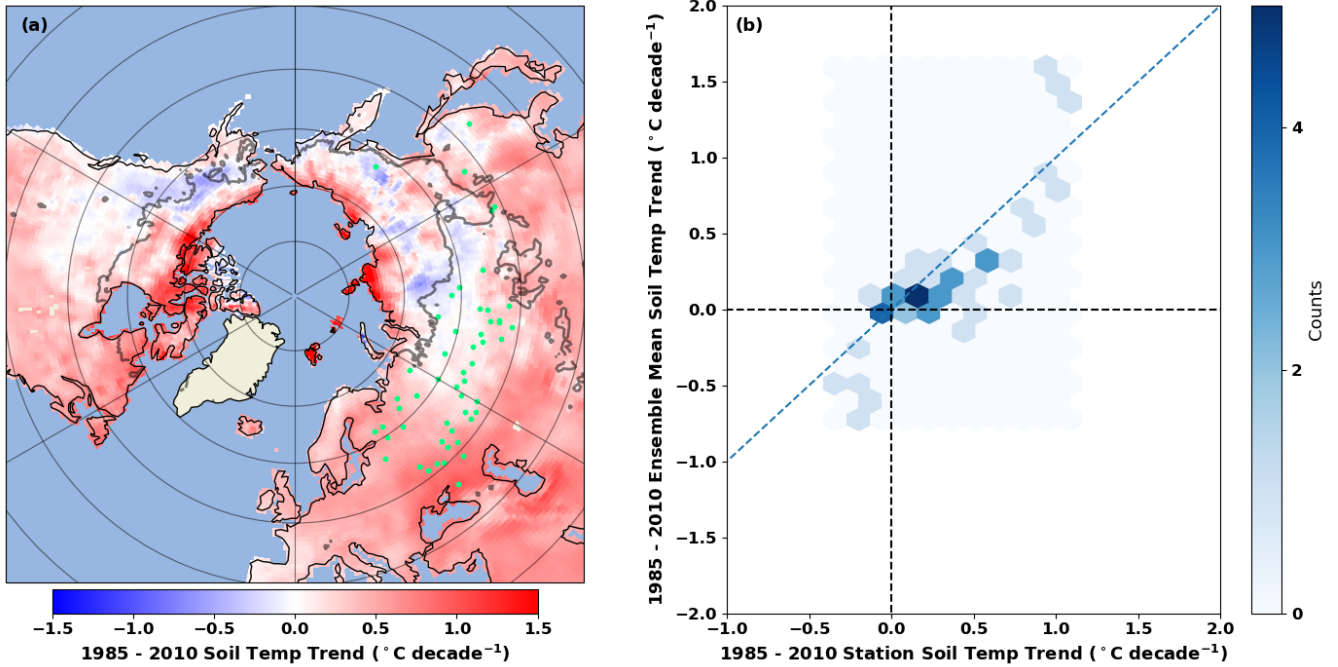 (a)
−1.5 −1.0 −0.5 0.0 0.5 1.0 1.5
1985 - 2010 Soil Temp Trend (°C decade⁻¹)
(b)
1985 - 2010 Ensemble Mean Soil Temp Trend (°C decade⁻¹)
2.0
1.5
1.0
0.5
0.0
−0.5
−1.0
−1.5
−2.0
−1.0 −0.5 0.0 0.5 1.0 1.5 2.0
1985 - 2010 Station Soil Temp Trend (°C decade⁻¹)
4
2
0
Counts